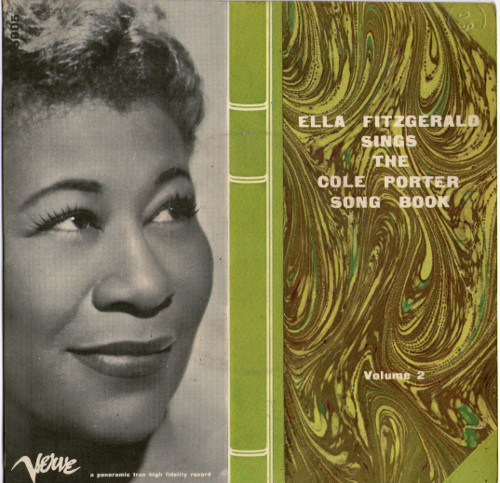 ELLA FITZGERALD
SINGS
THE
COLE PORTER
SONG BOOK
Volume 2
Verve
a panoramic true high fidelity record